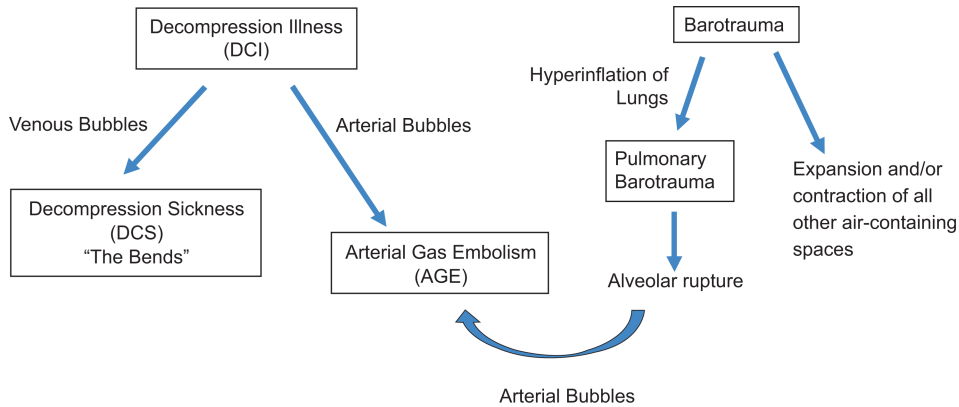 Decompression Illness
(DCI)
Venous Bubbles
Arterial Bubbles
Decompression Sickness
(DCS)
“The Bends”
Arterial Gas Embolism
(AGE)
Barotrauma
Hyperinflation of
Lungs
Pulmonary
Barotrauma
Expansion and/or
contraction of all
other air-containing
spaces
Alveolar rupture
Arterial Bubbles